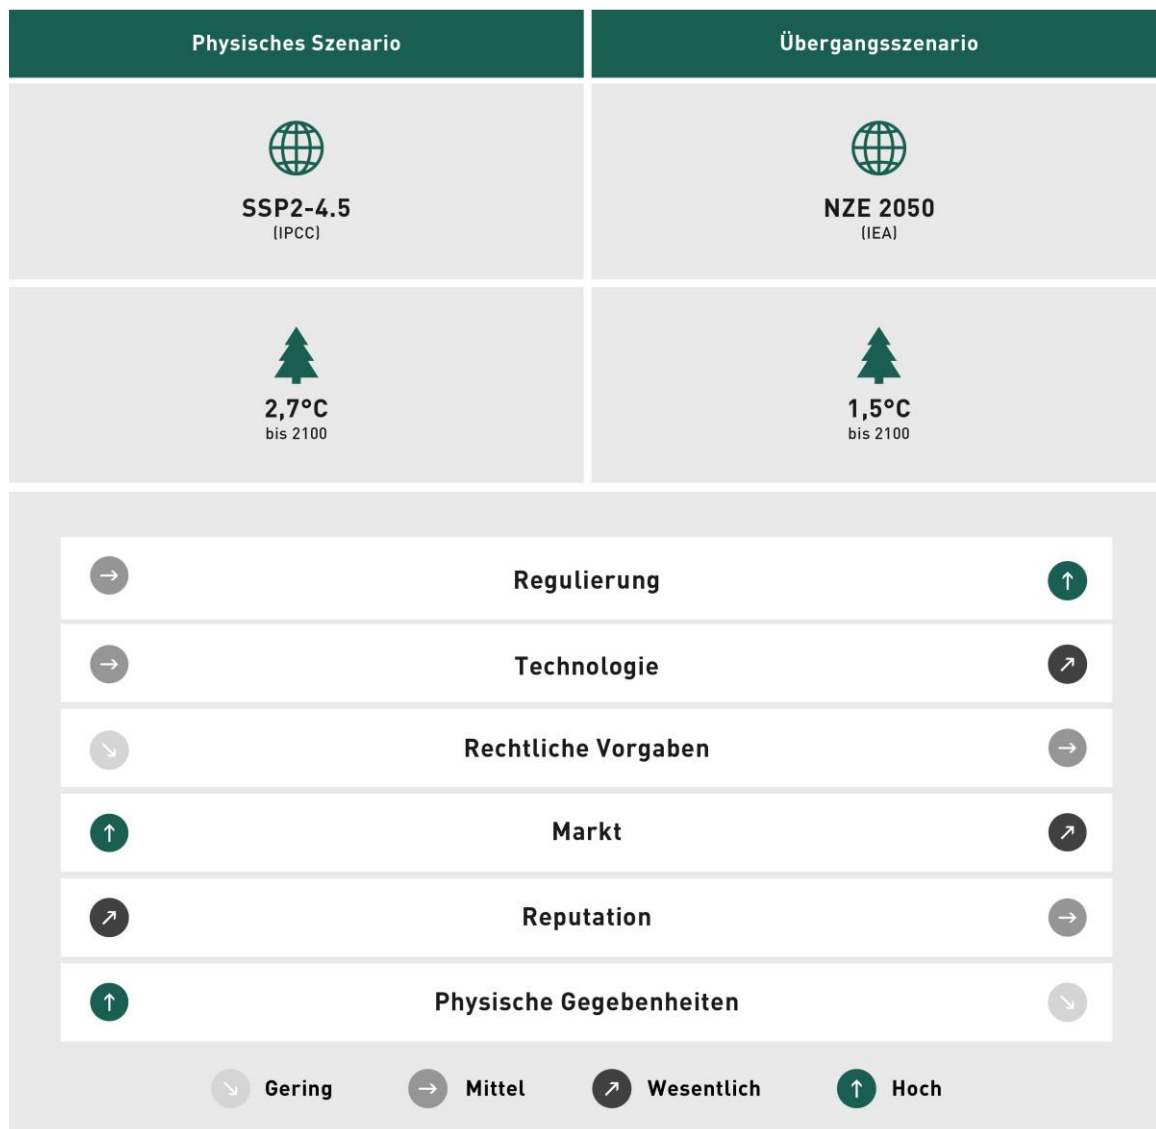 Physisches Szenario
Übergangsszenario
SSP2-4.5
(IPCC)
NZE 2050
(IEA)
2,7°C
bis 2100
1,5°C
bis 2100
Regulierung
Technologie
Rechtliche Vorgaben
Markt
Reputation
Physische Gegebenheiten
Gering
Mittel
Wesentlich
Hoch